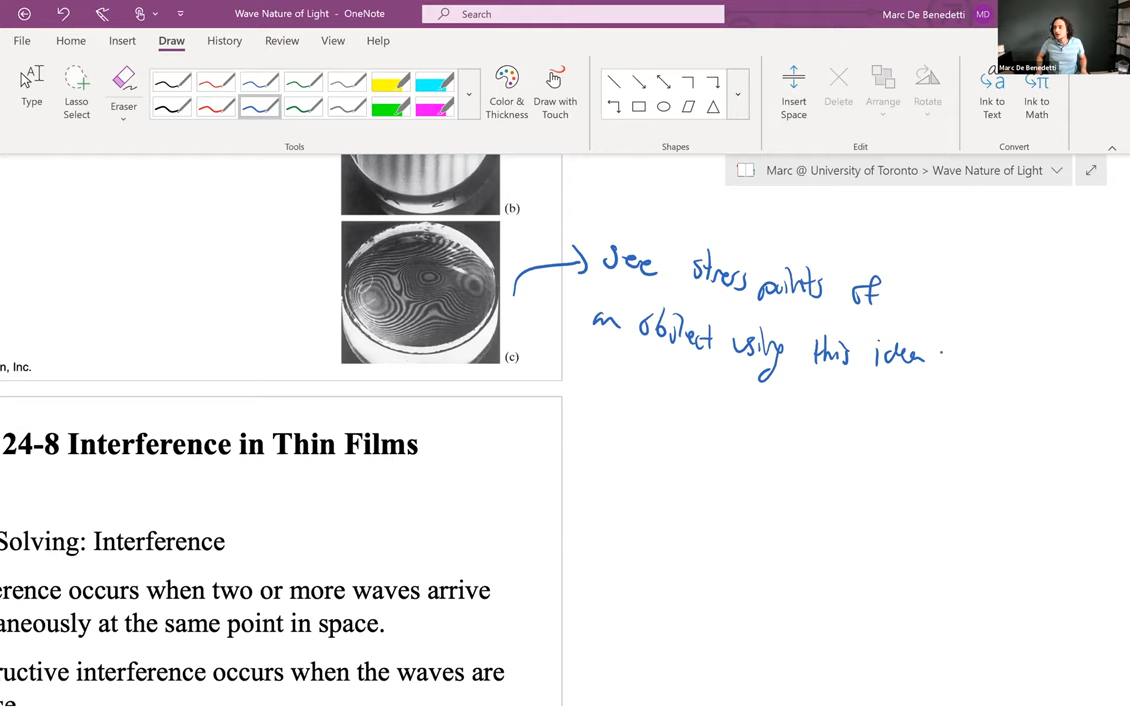 Wave Nature of Light - OneNote
Search
Marc De Benedetti MD
Marc De Benedetti
File Home Insert Draw History Review View Help
Type
Lasso Select
Eraser
Color & Thickness
Draw with Touch
Insert Space
Delete
Arrange
Rotate
Ink to Text
Ink to Math
Tools
Shapes
Edit
Convert
Marc @ University of Toronto > Wave Nature of Light
(b)
(c)
see stress points of
an object using this idea.
n, Inc.
24-8 Interference in Thin Films
Solving: Interference
erence occurs when two or more waves arrive
aneously at the same point in space.
ructive interference occurs when the waves are